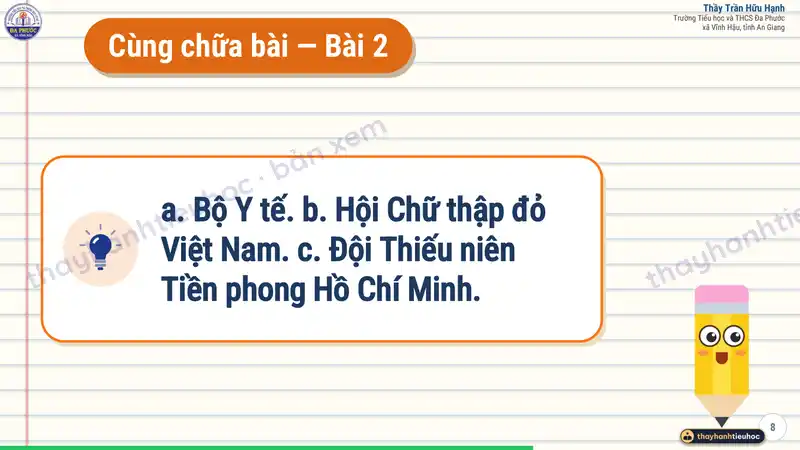 Thầy Trần Hữu Hạnh
Trường Tiểu học và THCS Đa Phước
xã Vĩnh Hậu, tỉnh An Giang
ĐA PHƯỚC
Cùng chữa bài – Bài 2
thayhanhtieuhoc · bản xem
a. Bộ Y tế. b. Hội Chữ thập đỏ
Việt Nam. c. Đội Thiếu niên
Tiền phong Hồ Chí Minh.
thayhanhtie
thayhanhtieuhoc
8